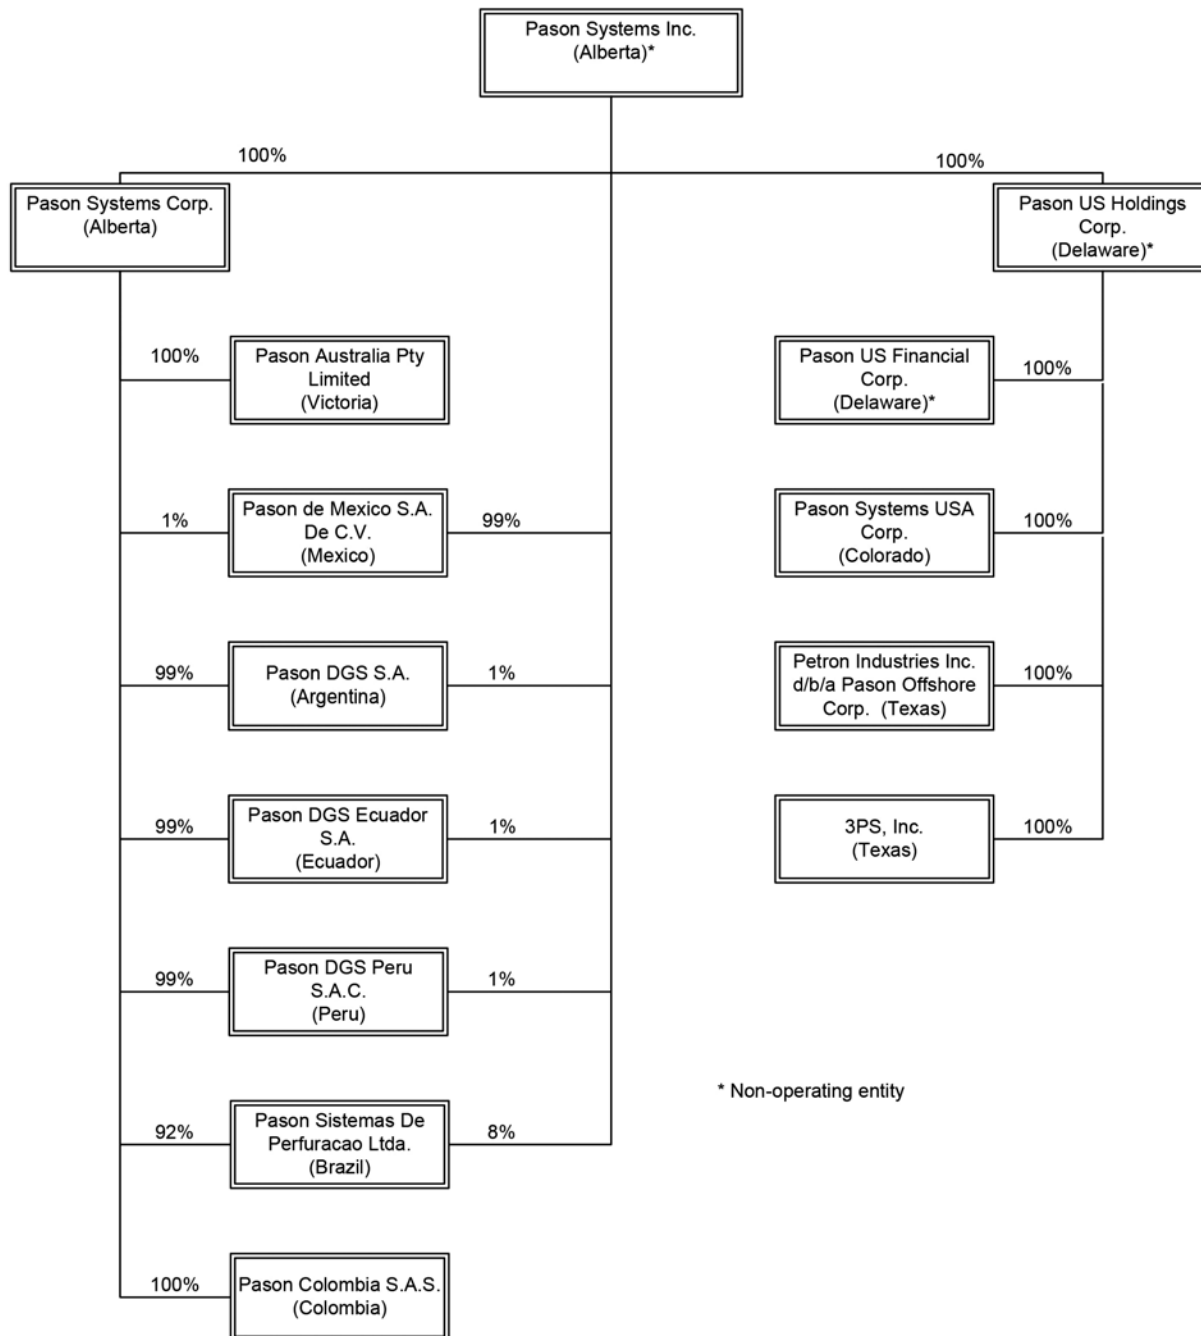 Pason Systems Inc.
(Alberta)*
100%
100%
Pason Systems Corp.
(Alberta)
Pason US Holdings
Corp.
(Delaware)*
100%
Pason Australia Pty
Limited
(Victoria)
Pason US Financial
Corp.
(Delaware)*
100%
1%
Pason de Mexico S.A.
De C.V.
(Mexico)
99%
Pason Systems USA
Corp.
(Colorado)
100%
99%
Pason DGS S.A.
(Argentina)
1%
Petron Industries Inc.
d/b/a Pason Offshore
Corp. (Texas)
100%
99%
Pason DGS Ecuador
S.A.
(Ecuador)
1%
3PS, Inc.
(Texas)
100%
99%
Pason DGS Peru
S.A.C.
(Peru)
1%
* Non-operating entity
92%
Pason Sistemas De
Perfuracao Ltda.
(Brazil)
8%
100%
Pason Colombia S.A.S.
(Colombia)